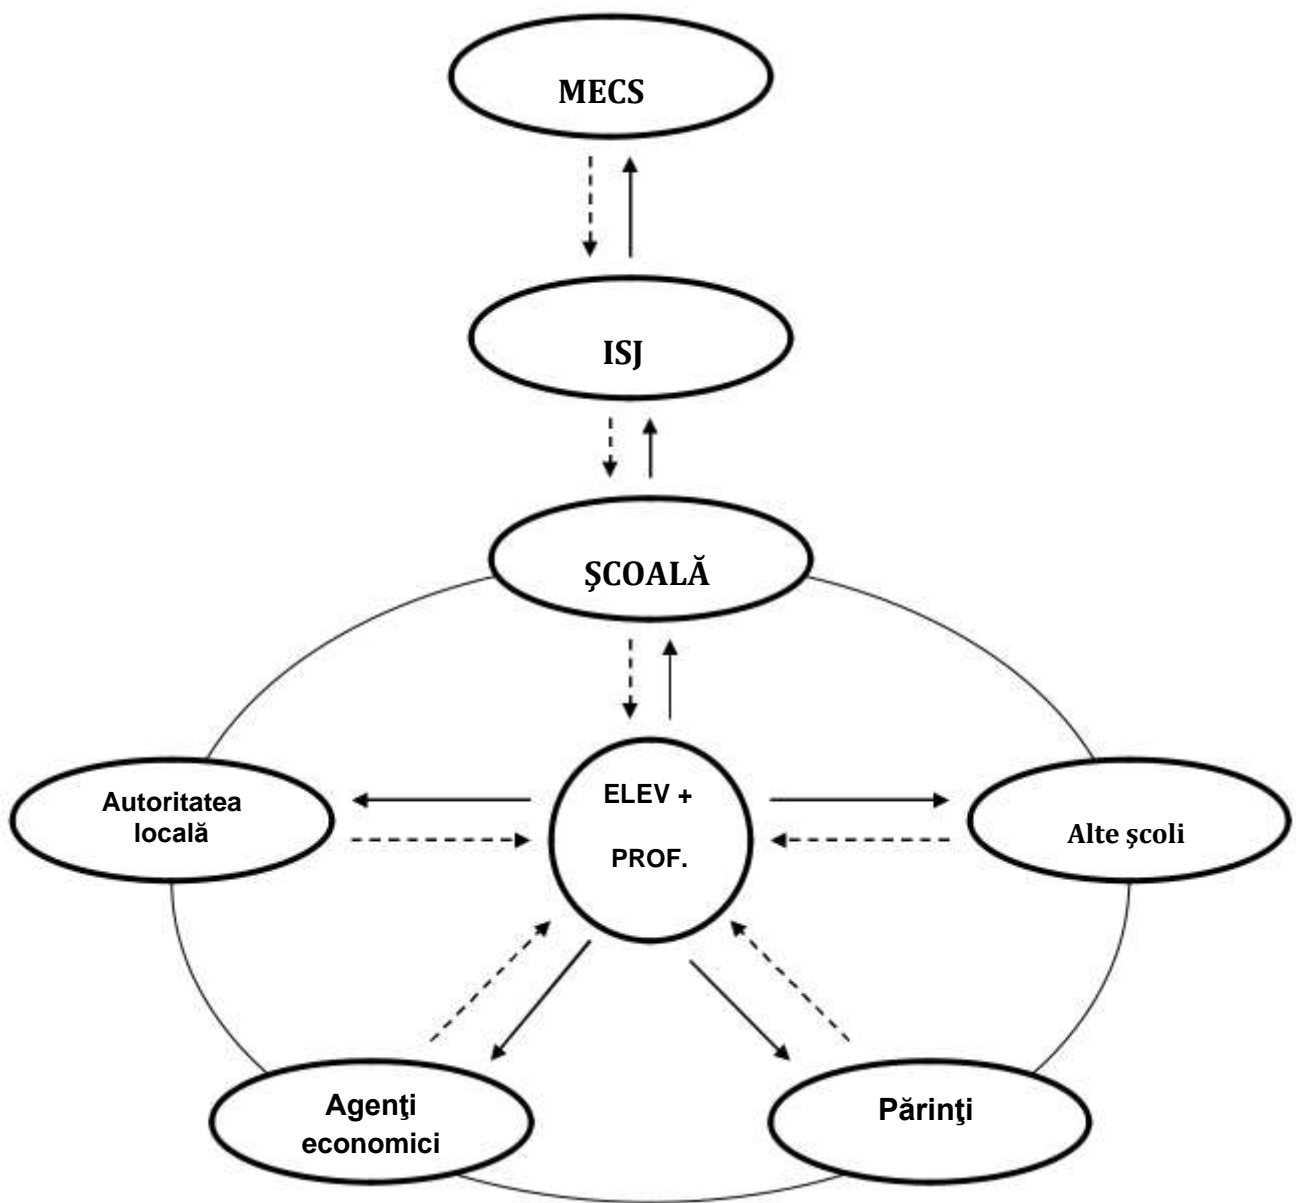 MECS
ISJ
ŞCOALĂ
Autoritatea
locală
ELEV +
PROF.
Alte şcoli
Agenţi
economici
Părinţi